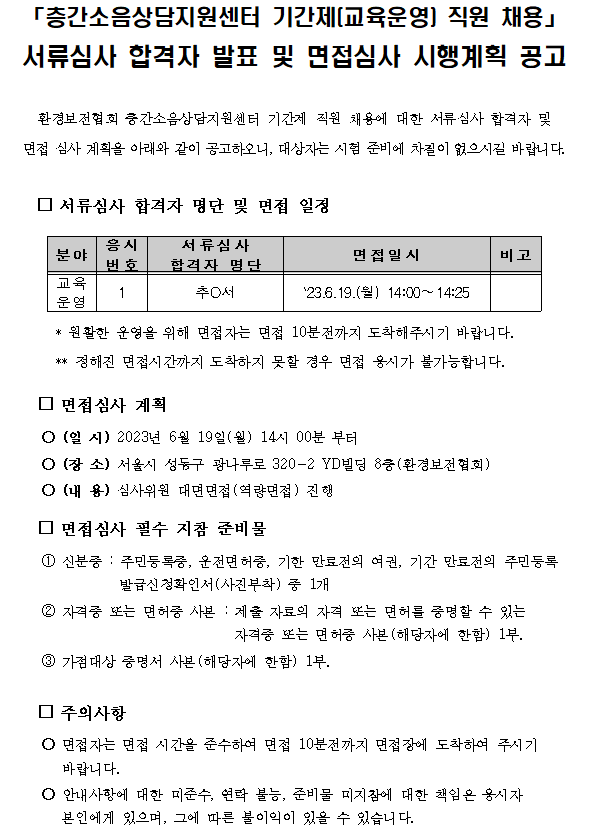 「층간소음상담지원센터 기간제(교육운영) 직원 채용」
서류심사 합격자 발표 및 면접심사 시행계획 공고
환경보전협회 층간소음상담지원센터 기간제 직원 채용에 대한 서류심사 합격자 및
면접 심사 계획을 아래와 같이 공고하오니, 대상자는 시험 준비에 차질이 없으시길 바랍니다.
□ 서류심사 합격자 명단 및 면접 일정
분야 응시 번호 서류심사 합격자 명단 면접일시 비고
교육 운영 1 추O서 '23.6.19.(월) 14:00~14:25
* 원활한 운영을 위해 면접자는 면접 10분전까지 도착해주시기 바랍니다.
** 정해진 면접시간까지 도착하지 못할 경우 면접 응시가 불가능합니다.
□ 면접심사 계획
○ (일 시) 2023년 6월 19일(월) 14시 00분 부터
○ (장 소) 서울시 성동구 광나루로 320-2 YD빌딩 8층(환경보전협회)
○ (내 용) 심사위원 대면면접(역량면접) 진행
□ 면접심사 필수 지참 준비물
① 신분증 : 주민등록증, 운전면허증, 기한 만료전의 여권, 기간 만료전의 주민등록
발급신청확인서(사진부착) 중 1개
② 자격증 또는 면허증 사본 : 제출 자료의 자격 또는 면허를 증명할 수 있는
자격증 또는 면허증 사본(해당자에 한함) 1부.
③ 가점대상 증명서 사본(해당자에 한함) 1부.
□ 주의사항
○ 면접자는 면접 시간을 준수하여 면접 10분전까지 면접장에 도착하여 주시기
바랍니다.
○ 안내사항에 대한 미준수, 연락 불능, 준비물 미지참에 대한 책임은 응시자
본인에게 있으며, 그에 따른 불이익이 있을 수 있습니다.